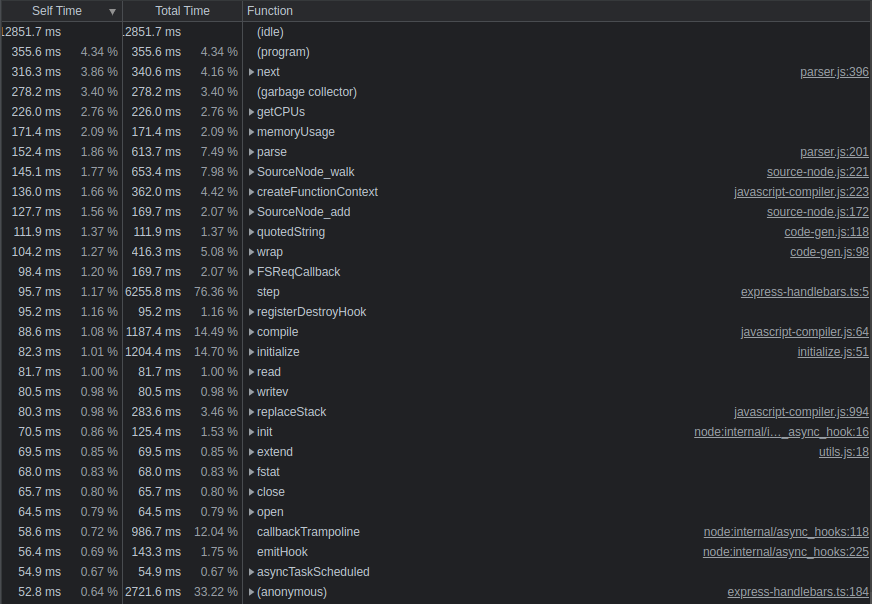 Self Time ▼ Total Time Function
12851.7 ms 12851.7 ms (idle)
355.6 ms 4.34 % 355.6 ms 4.34 % (program)
316.3 ms 3.86 % 340.6 ms 4.16 % ▶ next parser.js:396
278.2 ms 3.40 % 278.2 ms 3.40 % (garbage collector)
226.0 ms 2.76 % 226.0 ms 2.76 % ▶ getCPUs
171.4 ms 2.09 % 171.4 ms 2.09 % ▶ memoryUsage
152.4 ms 1.86 % 613.7 ms 7.49 % ▶ parse parser.js:201
145.1 ms 1.77 % 653.4 ms 7.98 % ▶ SourceNode_walk source-node.js:221
136.0 ms 1.66 % 362.0 ms 4.42 % ▶ createFunctionContext javascript-compiler.js:223
127.7 ms 1.56 % 169.7 ms 2.07 % ▶ SourceNode_add source-node.js:172
111.9 ms 1.37 % 111.9 ms 1.37 % ▶ quotedString code-gen.js:118
104.2 ms 1.27 % 416.3 ms 5.08 % ▶ wrap code-gen.js:98
98.4 ms 1.20 % 169.7 ms 2.07 % ▶ FSReqCallback
95.7 ms 1.17 % 6255.8 ms 76.36 % step express-handlebars.ts:5
95.2 ms 1.16 % 95.2 ms 1.16 % ▶ registerDestroyHook
88.6 ms 1.08 % 1187.4 ms 14.49 % ▶ compile javascript-compiler.js:64
82.3 ms 1.01 % 1204.4 ms 14.70 % ▶ initialize initialize.js:51
81.7 ms 1.00 % 81.7 ms 1.00 % ▶ read
80.5 ms 0.98 % 80.5 ms 0.98 % ▶ writev
80.3 ms 0.98 % 283.6 ms 3.46 % ▶ replaceStack javascript-compiler.js:994
70.5 ms 0.86 % 125.4 ms 1.53 % ▶ init node:internal/i…_async_hook:16
69.5 ms 0.85 % 69.5 ms 0.85 % ▶ extend utils.js:18
68.0 ms 0.83 % 68.0 ms 0.83 % ▶ fstat
65.7 ms 0.80 % 65.7 ms 0.80 % ▶ close
64.5 ms 0.79 % 64.5 ms 0.79 % ▶ open
58.6 ms 0.72 % 986.7 ms 12.04 % callbackTrampoline node:internal/async_hooks:118
56.4 ms 0.69 % 143.3 ms 1.75 % emitHook node:internal/async_hooks:225
54.9 ms 0.67 % 54.9 ms 0.67 % ▶ asyncTaskScheduled
52.8 ms 0.64 % 2721.6 ms 33.22 % ▶ (anonymous) express-handlebars.ts:184